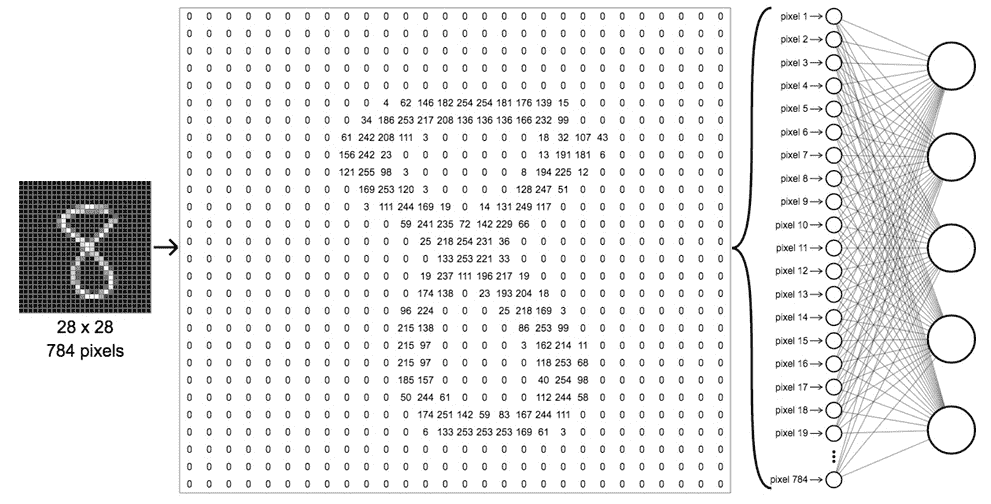 0 0 0 0 0 0 0 0 0 0 0 0 0 0 0 0 0 0 0 0 0 0 0 0 0 0 0 0
0 0 0 0 0 0 0 0 0 0 0 0 0 0 0 0 0 0 0 0 0 0 0 0 0 0 0 0
0 0 0 0 0 0 0 0 0 0 0 0 0 0 0 0 0 0 0 0 0 0 0 0 0 0 0 0
0 0 0 0 0 0 0 0 0 0 0 0 0 0 0 0 0 0 0 0 0 0 0 0 0 0 0 0
0 0 0 0 0 0 0 0 0 0 0 0 0 0 0 0 0 0 0 0 0 0 0 0 0 0 0 0
0 0 0 0 0 0 0 0 0 0 4 62 146 182 254 254 181 176 139 15 0 0 0 0 0 0 0 0
0 0 0 0 0 0 0 0 0 34 186 253 217 208 136 136 136 166 232 99 0 0 0 0 0 0 0 0
0 0 0 0 0 0 0 0 61 242 208 111 3 0 0 0 0 0 18 32 107 43 0 0 0 0 0 0
0 0 0 0 0 0 0 0 156 242 23 0 0 0 0 0 0 0 13 191 181 6 0 0 0 0 0 0
0 0 0 0 0 0 0 0 121 255 98 3 0 0 0 0 0 8 194 225 12 0 0 0 0 0 0 0
0 0 0 0 0 0 0 0 0 169 253 120 3 0 0 0 0 128 247 51 0 0 0 0 0 0 0 0
0 0 0 0 0 0 0 0 0 3 111 244 169 19 0 14 131 249 117 0 0 0 0 0 0 0 0 0
0 0 0 0 0 0 0 0 0 0 0 59 241 235 72 142 229 66 0 0 0 0 0 0 0 0 0 0
0 0 0 0 0 0 0 0 0 0 0 0 25 218 254 231 36 0 0 0 0 0 0 0 0 0 0 0
0 0 0 0 0 0 0 0 0 0 0 0 0 133 253 221 33 0 0 0 0 0 0 0 0 0 0 0
0 0 0 0 0 0 0 0 0 0 0 0 19 237 111 196 217 19 0 0 0 0 0 0 0 0 0 0
0 0 0 0 0 0 0 0 0 0 0 0 174 138 0 23 193 204 18 0 0 0 0 0 0 0 0 0
0 0 0 0 0 0 0 0 0 0 0 96 224 0 0 0 25 218 169 3 0 0 0 0 0 0 0 0
0 0 0 0 0 0 0 0 0 0 0 215 138 0 0 0 0 86 253 99 0 0 0 0 0 0 0 0
0 0 0 0 0 0 0 0 0 0 0 215 97 0 0 0 0 3 162 214 11 0 0 0 0 0 0 0
0 0 0 0 0 0 0 0 0 0 0 215 97 0 0 0 0 0 118 253 68 0 0 0 0 0 0 0
0 0 0 0 0 0 0 0 0 0 0 185 157 0 0 0 0 0 40 254 98 0 0 0 0 0 0 0
0 0 0 0 0 0 0 0 0 0 0 50 244 61 0 0 0 0 112 244 58 0 0 0 0 0 0 0
0 0 0 0 0 0 0 0 0 0 0 0 174 251 142 59 83 167 244 111 0 0 0 0 0 0 0 0
0 0 0 0 0 0 0 0 0 0 0 0 6 133 253 253 253 169 61 3 0 0 0 0 0 0 0 0
0 0 0 0 0 0 0 0 0 0 0 0 0 0 0 0 0 0 0 0 0 0 0 0 0 0 0 0
0 0 0 0 0 0 0 0 0 0 0 0 0 0 0 0 0 0 0 0 0 0 0 0 0 0 0 0
0 0 0 0 0 0 0 0 0 0 0 0 0 0 0 0 0 0 0 0 0 0 0 0 0 0 0 0
28 x 28
784 pixels
pixel 1
pixel 2
pixel 3
pixel 4
pixel 5
pixel 6
pixel 7
pixel 8
pixel 9
pixel 10
pixel 11
pixel 12
pixel 13
pixel 14
pixel 15
pixel 16
pixel 17
pixel 18
pixel 19
pixel 784